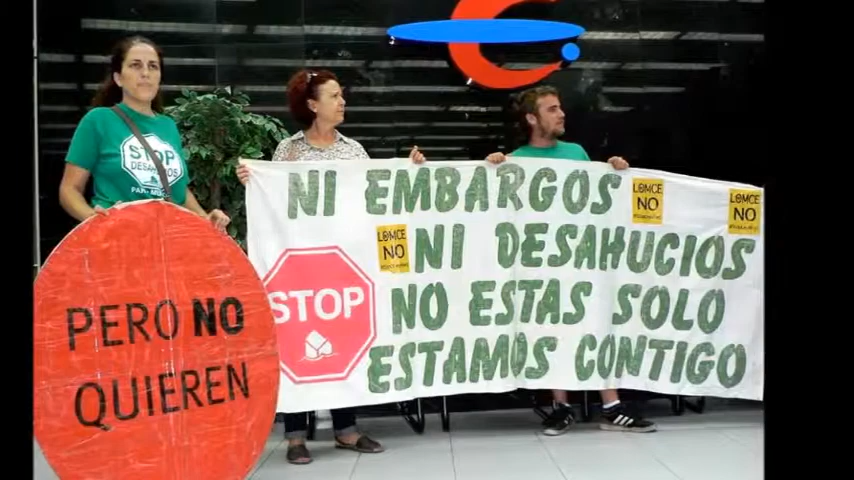 STOP
DESAHUCIOS
PERO NO
QUIEREN
NI EMBARGOS
NI DESAHUCIOS
NO ESTAS SOLO
ESTAMOS CONTIGO
STOP
LOMCE
NO
LOMCE
NO
LOMCE
NO